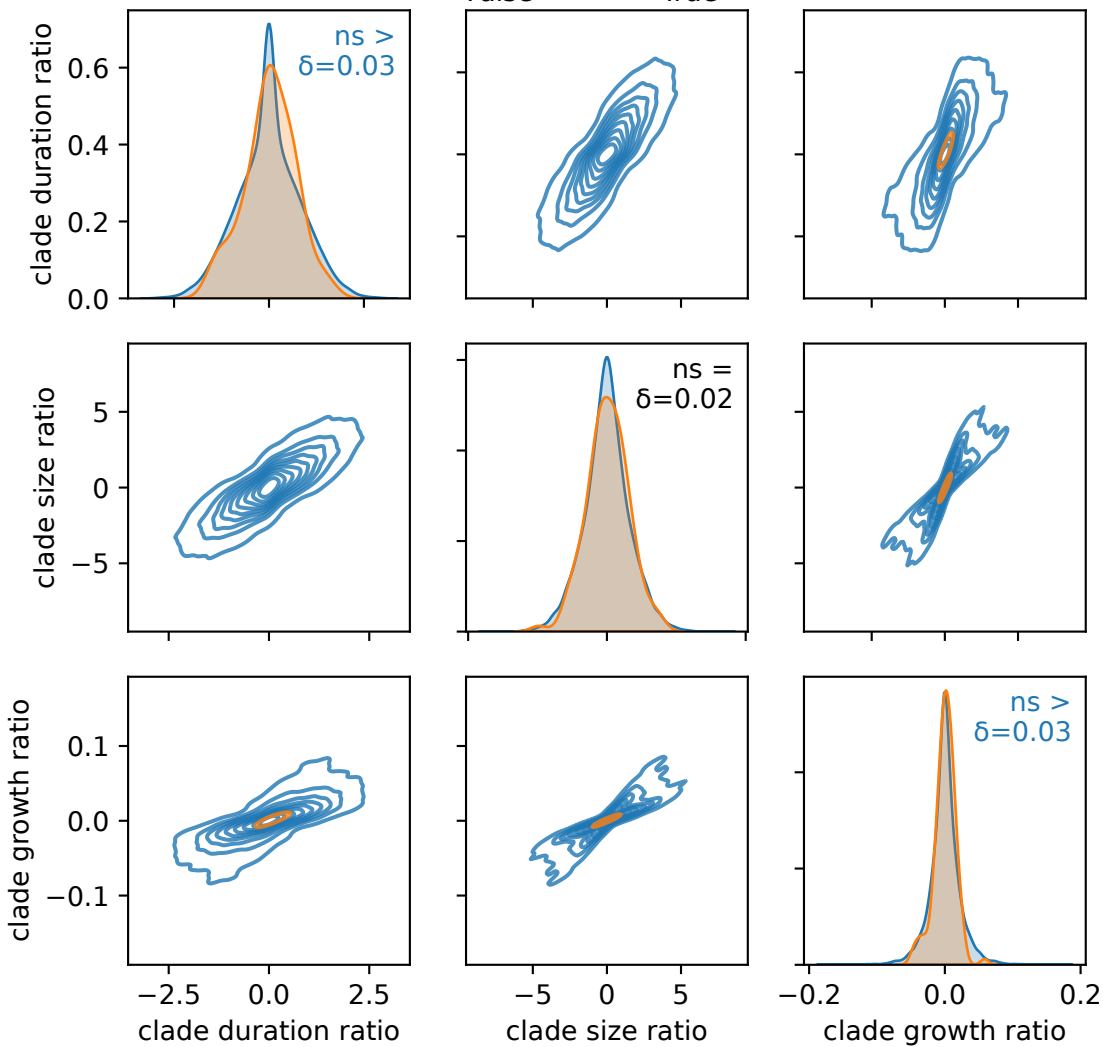 clade duration ratio
0.6
0.4
0.2
0.0
ns >
δ=0.03
clade size ratio
5
0
−5
ns =
δ=0.02
clade growth ratio
0.1
0.0
−0.1
ns >
δ=0.03
−2.5 0.0 2.5
−5 0 5
−0.2 0.0 0.2
clade duration ratio
clade size ratio
clade growth ratio